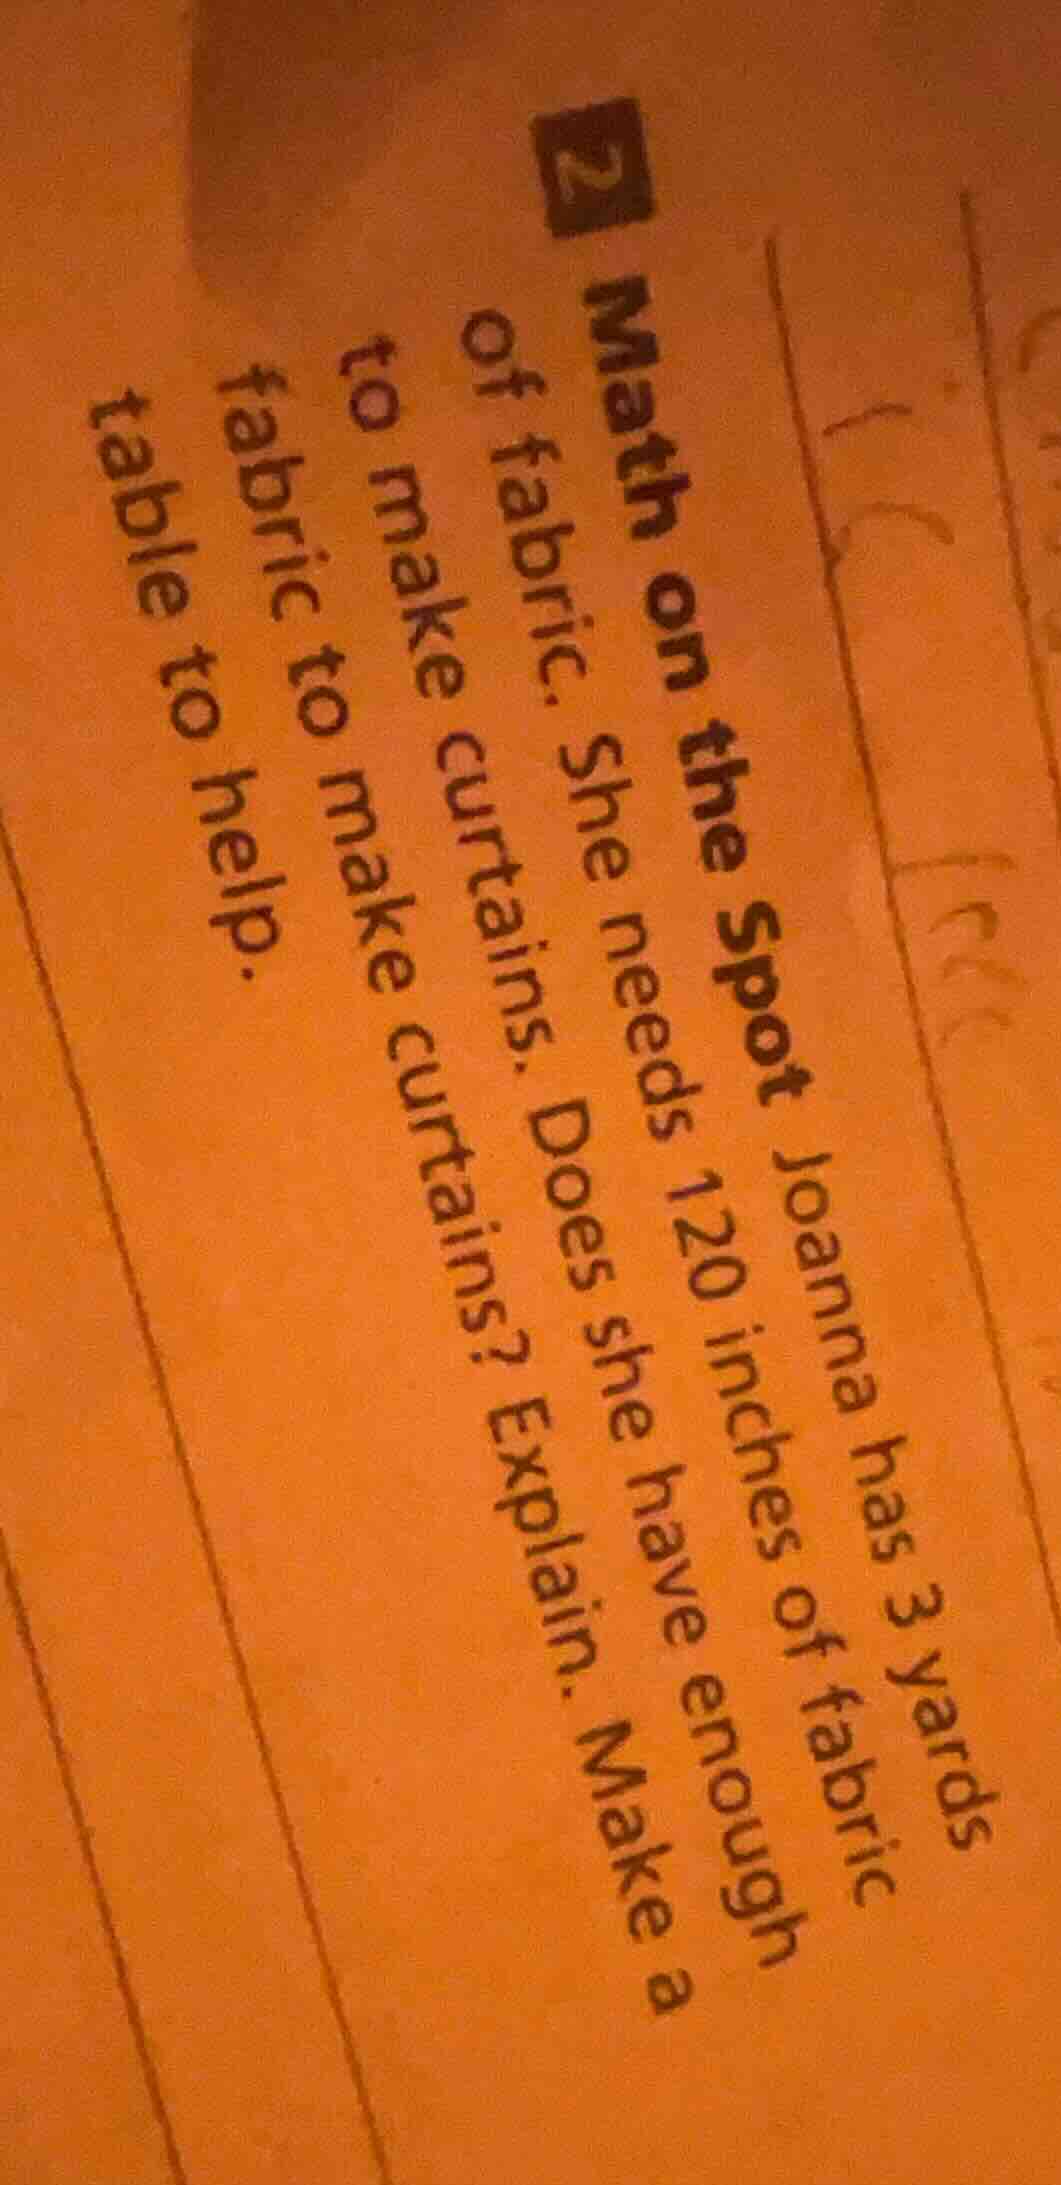 2 Math on the Spot Joanna has 3 yards
of fabric. She needs 120 inches of fabric
to make curtains. Does she have enough
fabric to make curtains? Explain. Make a
table to help.